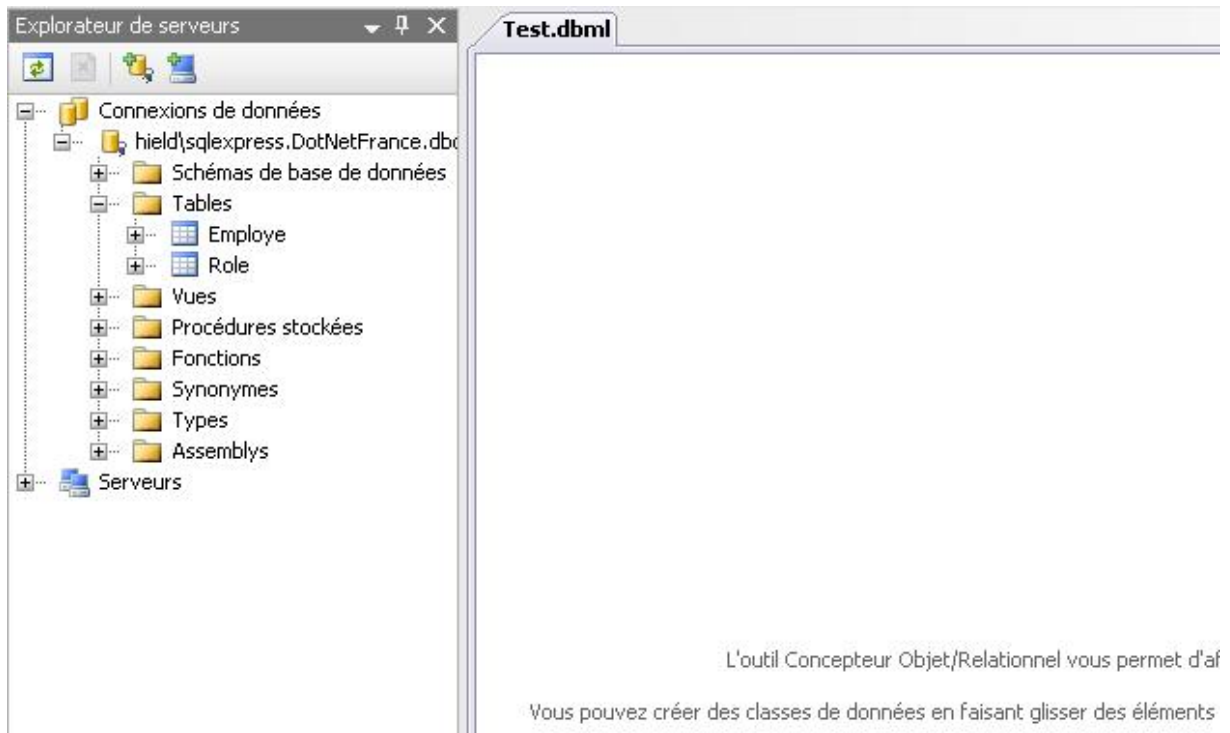 Explorateur de serveurs
Test.dbml
Connexions de données
hield\sqlexpress.DotNetFrance.dbo
Schémas de base de données
Tables
Employe
Role
Vues
Procédures stockées
Fonctions
Synonymes
Types
Assemblys
Serveurs
L'outil Concepteur Objet/Relationnel vous permet d'af
Vous pouvez créer des classes de données en faisant glisser des éléments